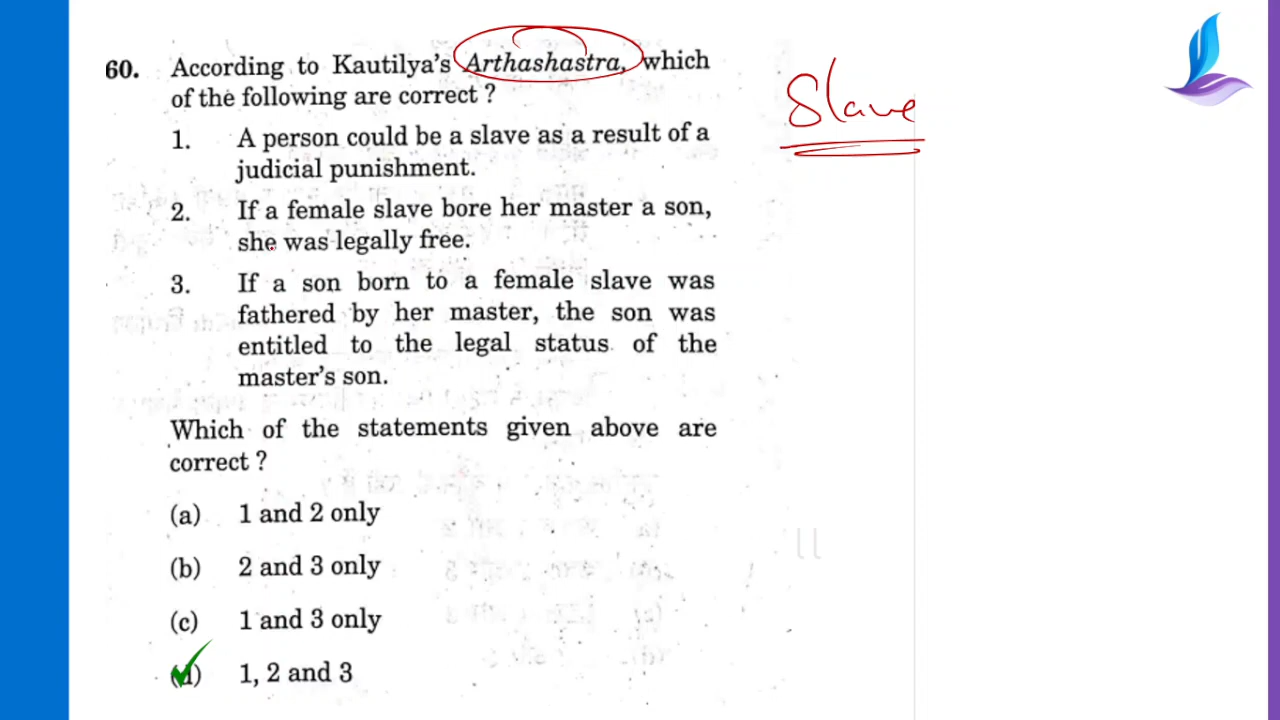 60. According to Kautilya's Arthashastra, which
of the following are correct ?
Slave
1. A person could be a slave as a result of a
judicial punishment.
2. If a female slave bore her master a son,
she was legally free.
3. If a son born to a female slave was
fathered by her master, the son was
entitled to the legal status of the
master's son.
Which of the statements given above are
correct ?
(a) 1 and 2 only
(b) 2 and 3 only
(c) 1 and 3 only
(d) 1, 2 and 3